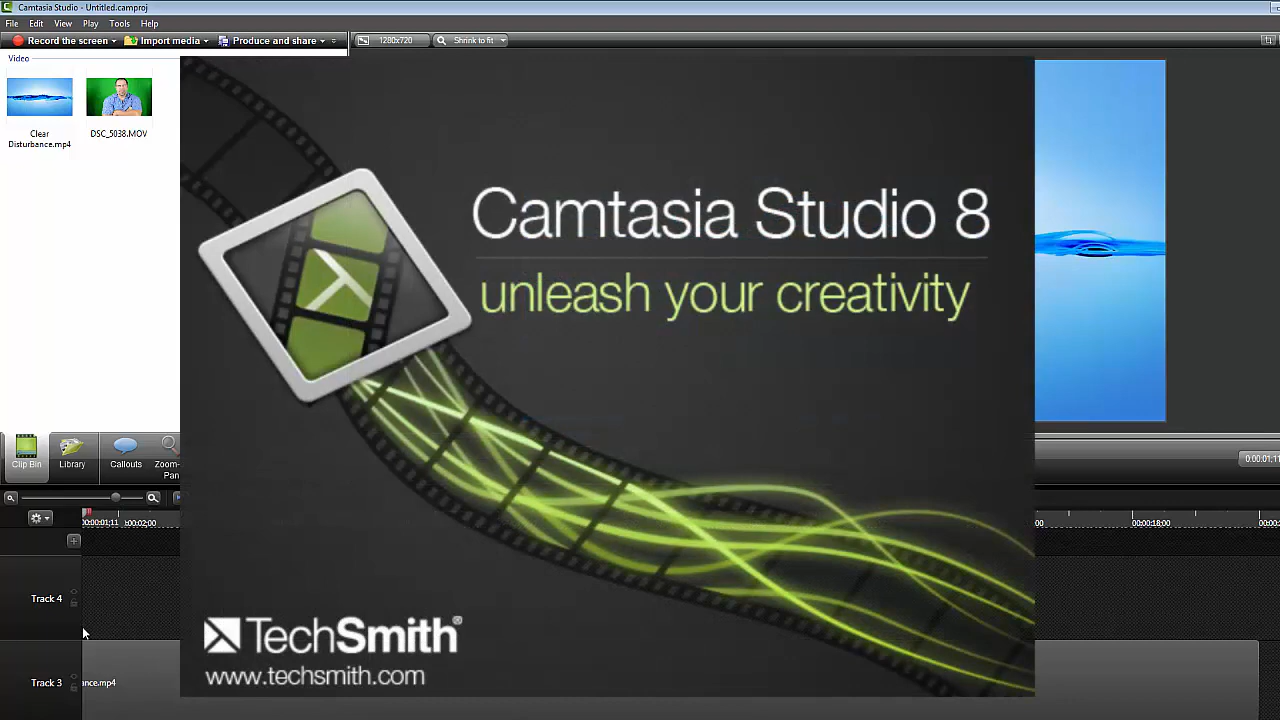 Camtasia Studio - Untitled.camproj
File Edit View Play Tools Help
Record the screen Import media Produce and share 1280x720 Shrink to fit
Video
Clear
Disturbance.mp4
DSC_5038.MOV
Camtasia Studio 8
unleash your creativity
Clip Bin Library Callouts Zoom-
Pan
0:00:01;11
00:00:02;00
00:00:18;00
Track 4
Track 3
ance.mp4
TechSmith®
www.techsmith.com